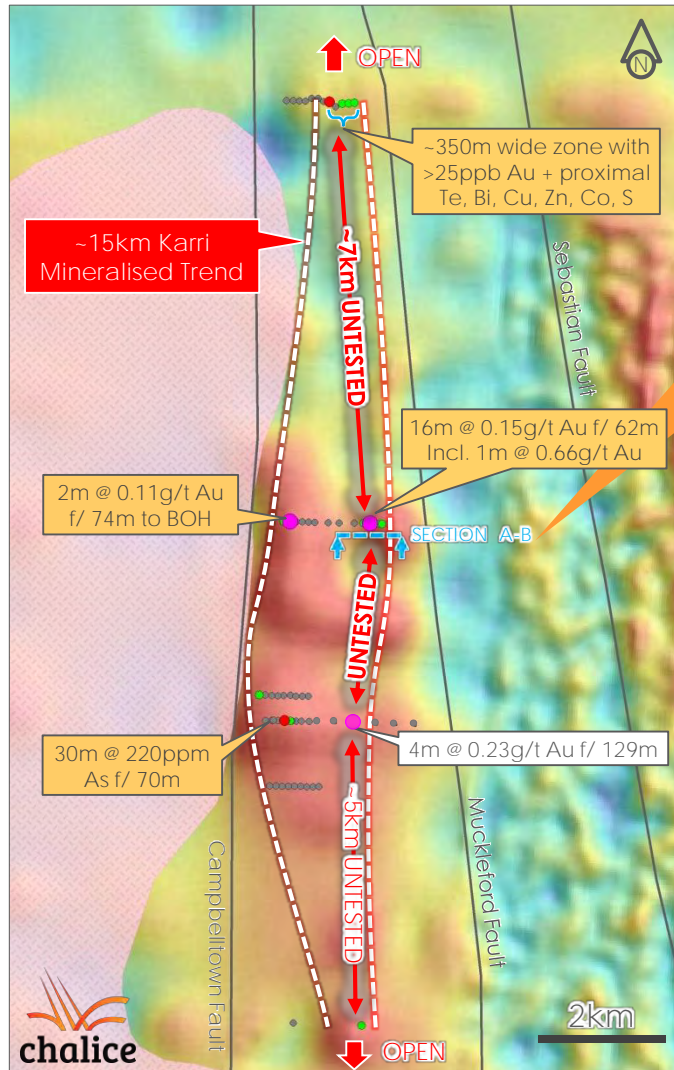 OPEN
N
~350m wide zone with
>25ppb Au + proximal
Te, Bi, Cu, Zn, Co, S
~15km Karri
Mineralised Trend
~7km UNTESTED
Sebastian Fault
16m @ 0.15g/t Au f/ 62m
Incl. 1m @ 0.66g/t Au
2m @ 0.11g/t Au
f/ 74m to BOH
SECTION A-B
UNTESTED
30m @ 220ppm
As f/ 70m
4m @ 0.23g/t Au f/ 129m
~5km UNTESTED
Muckleford Fault
Campbelltown Fault
chalice
2km
OPEN